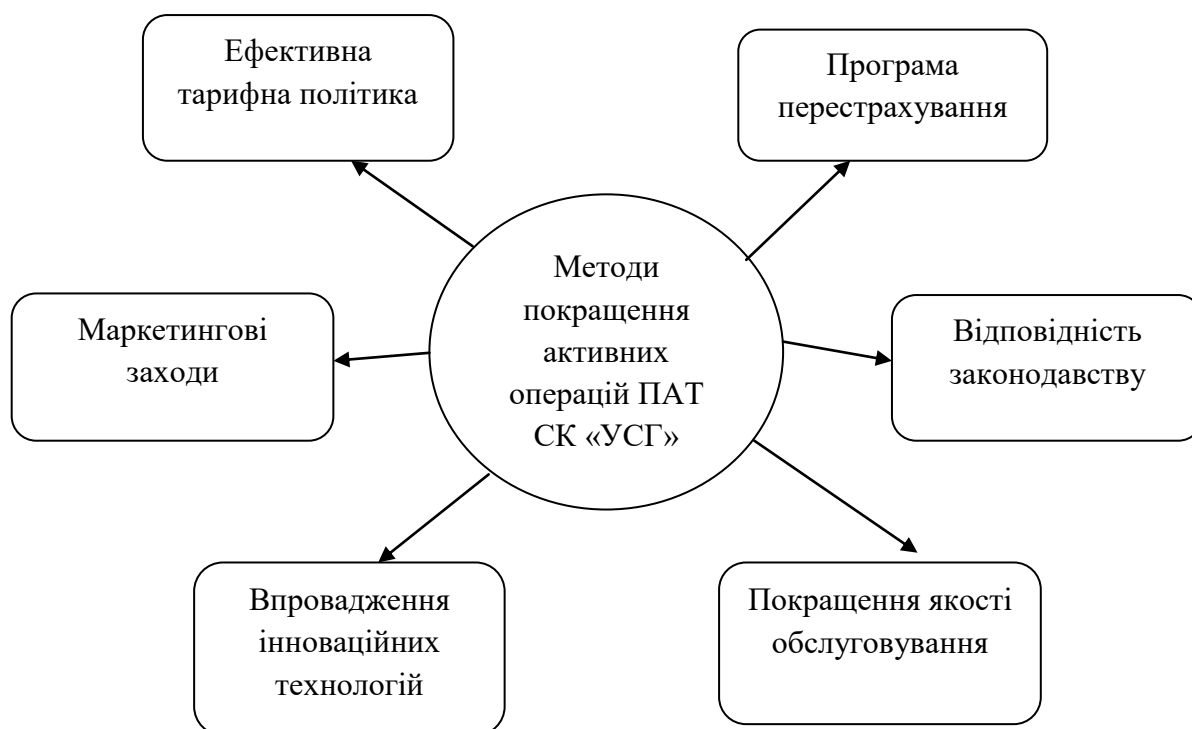 Ефективна
тарифна політика
Програма
перестрахування
Методи
покращення
активних
операцій ПАТ
СК «УСГ»
Маркетингові
заходи
Відповідність
законодавству
Впровадження
інноваційних
технологій
Покращення якості
обслуговування